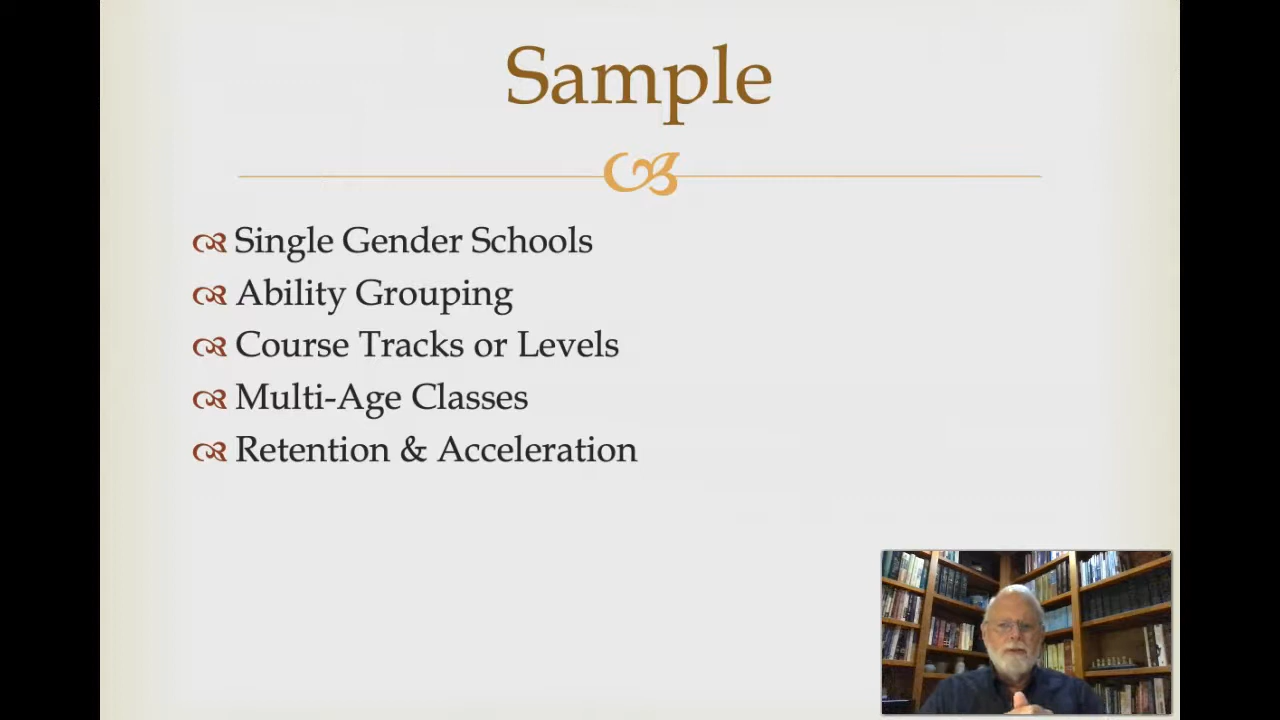 Sample
Single Gender Schools
Ability Grouping
Course Tracks or Levels
Multi-Age Classes
Retention & Acceleration